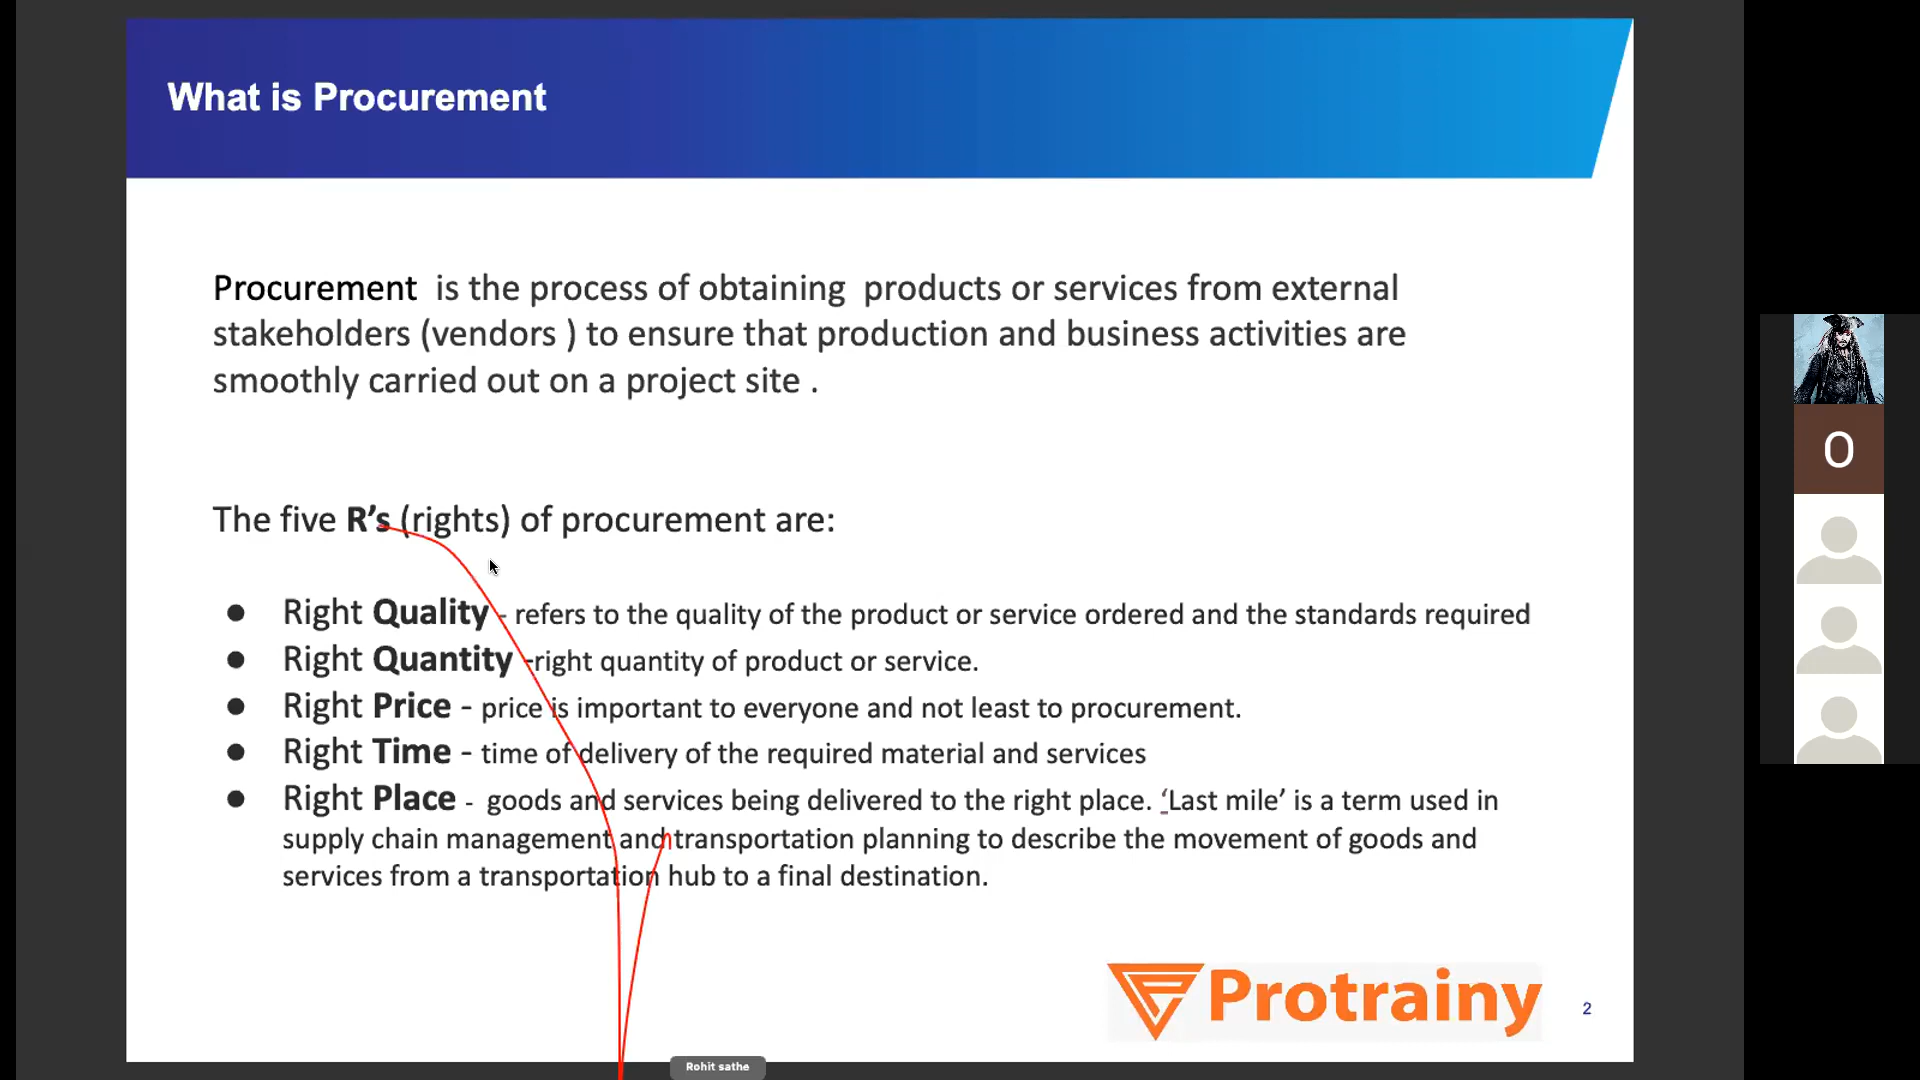 What is Procurement
Procurement is the process of obtaining products or services from external
stakeholders (vendors ) to ensure that production and business activities are
smoothly carried out on a project site .
The five R’s (rights) of procurement are:
● Right Quality - refers to the quality of the product or service ordered and the standards required
● Right Quantity -right quantity of product or service.
● Right Price - price is important to everyone and not least to procurement.
● Right Time - time of delivery of the required material and services
● Right Place - goods and services being delivered to the right place. ‘Last mile’ is a term used in
supply chain management and transportation planning to describe the movement of goods and
services from a transportation hub to a final destination.
Protrainy
2
Rohit sathe
O